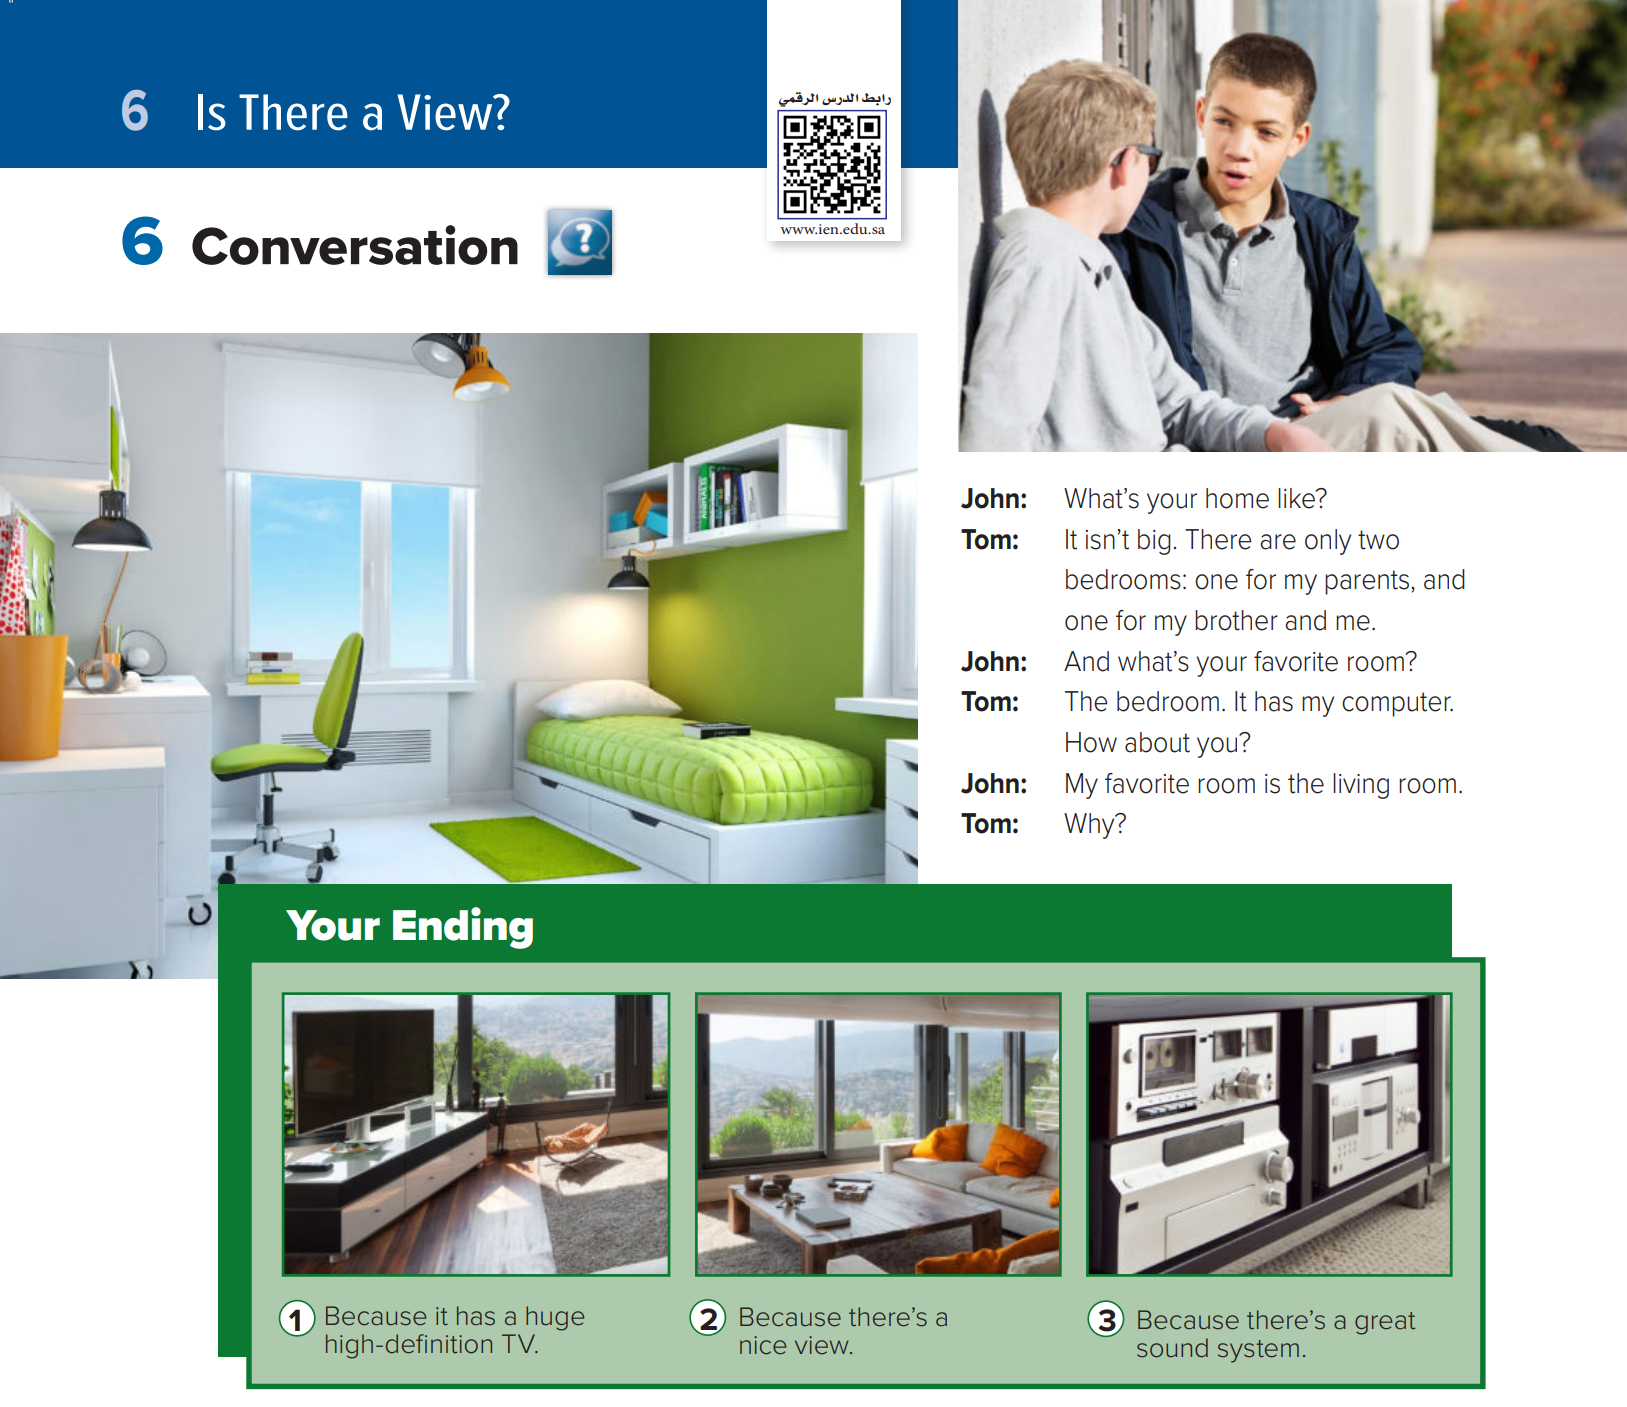 6 Is There a View?
رابط الدرس الرقمي
www.ien.edu.sa
6 Conversation
?
ANIMALS
John: What's your home like?
Tom: It isn't big. There are only two
bedrooms: one for my parents, and
one for my brother and me.
John: And what's your favorite room?
Tom: The bedroom. It has my computer.
How about you?
John: My favorite room is the living room.
Tom: Why?
Your Ending
1 Because it has a huge
high-definition TV.
2 Because there's a
nice view.
3 Because there's a great
sound system.